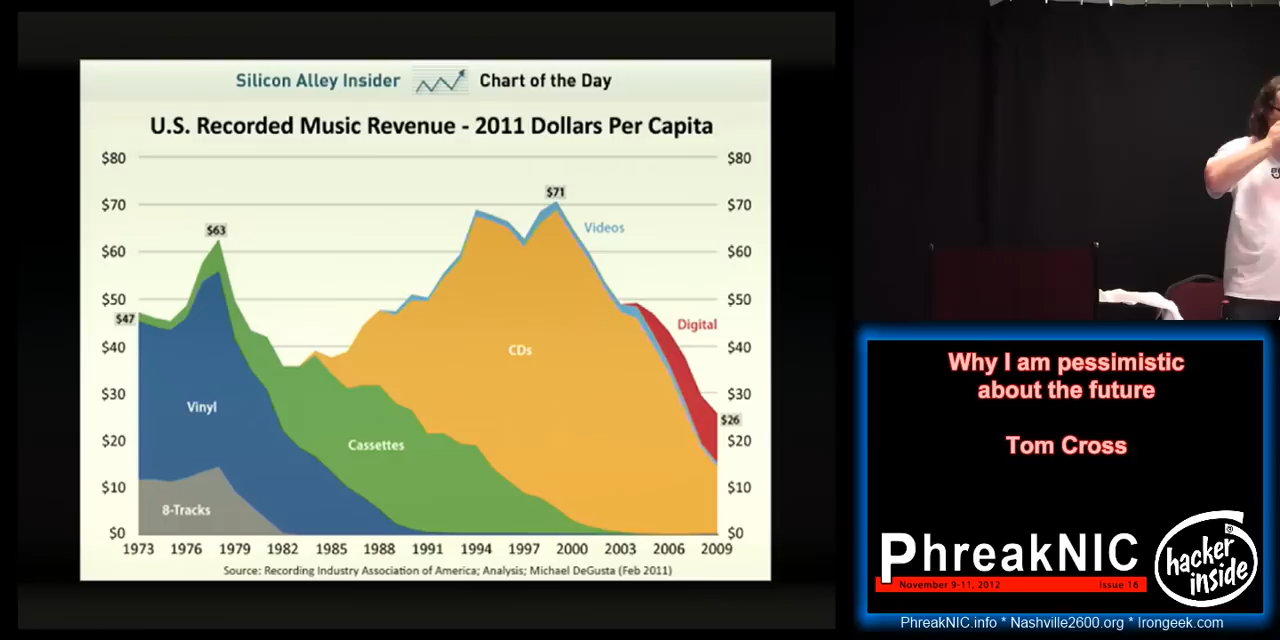 Silicon Alley Insider Chart of the Day
U.S. Recorded Music Revenue - 2011 Dollars Per Capita
$80 $80
$71
$70 $70
Videos
$63
$60 $60
$50 $50
$47
Digital
$40 $40
CDs
$30 $30
Vinyl
$26
$20 $20
Cassettes
$10 $10
8-Tracks
$0 $0
1973 1976 1979 1982 1985 1988 1991 1994 1997 2000 2003 2006 2009
Source: Recording Industry Association of America; Analysis; Michael DeGusta (Feb 2011)
Why I am pessimistic
about the future
Tom Cross
PhreakNIC
November 9-11, 2012 Issue 16
hacker
inside
PhreakNIC.info * Nashville2600.org * Irongeek.com